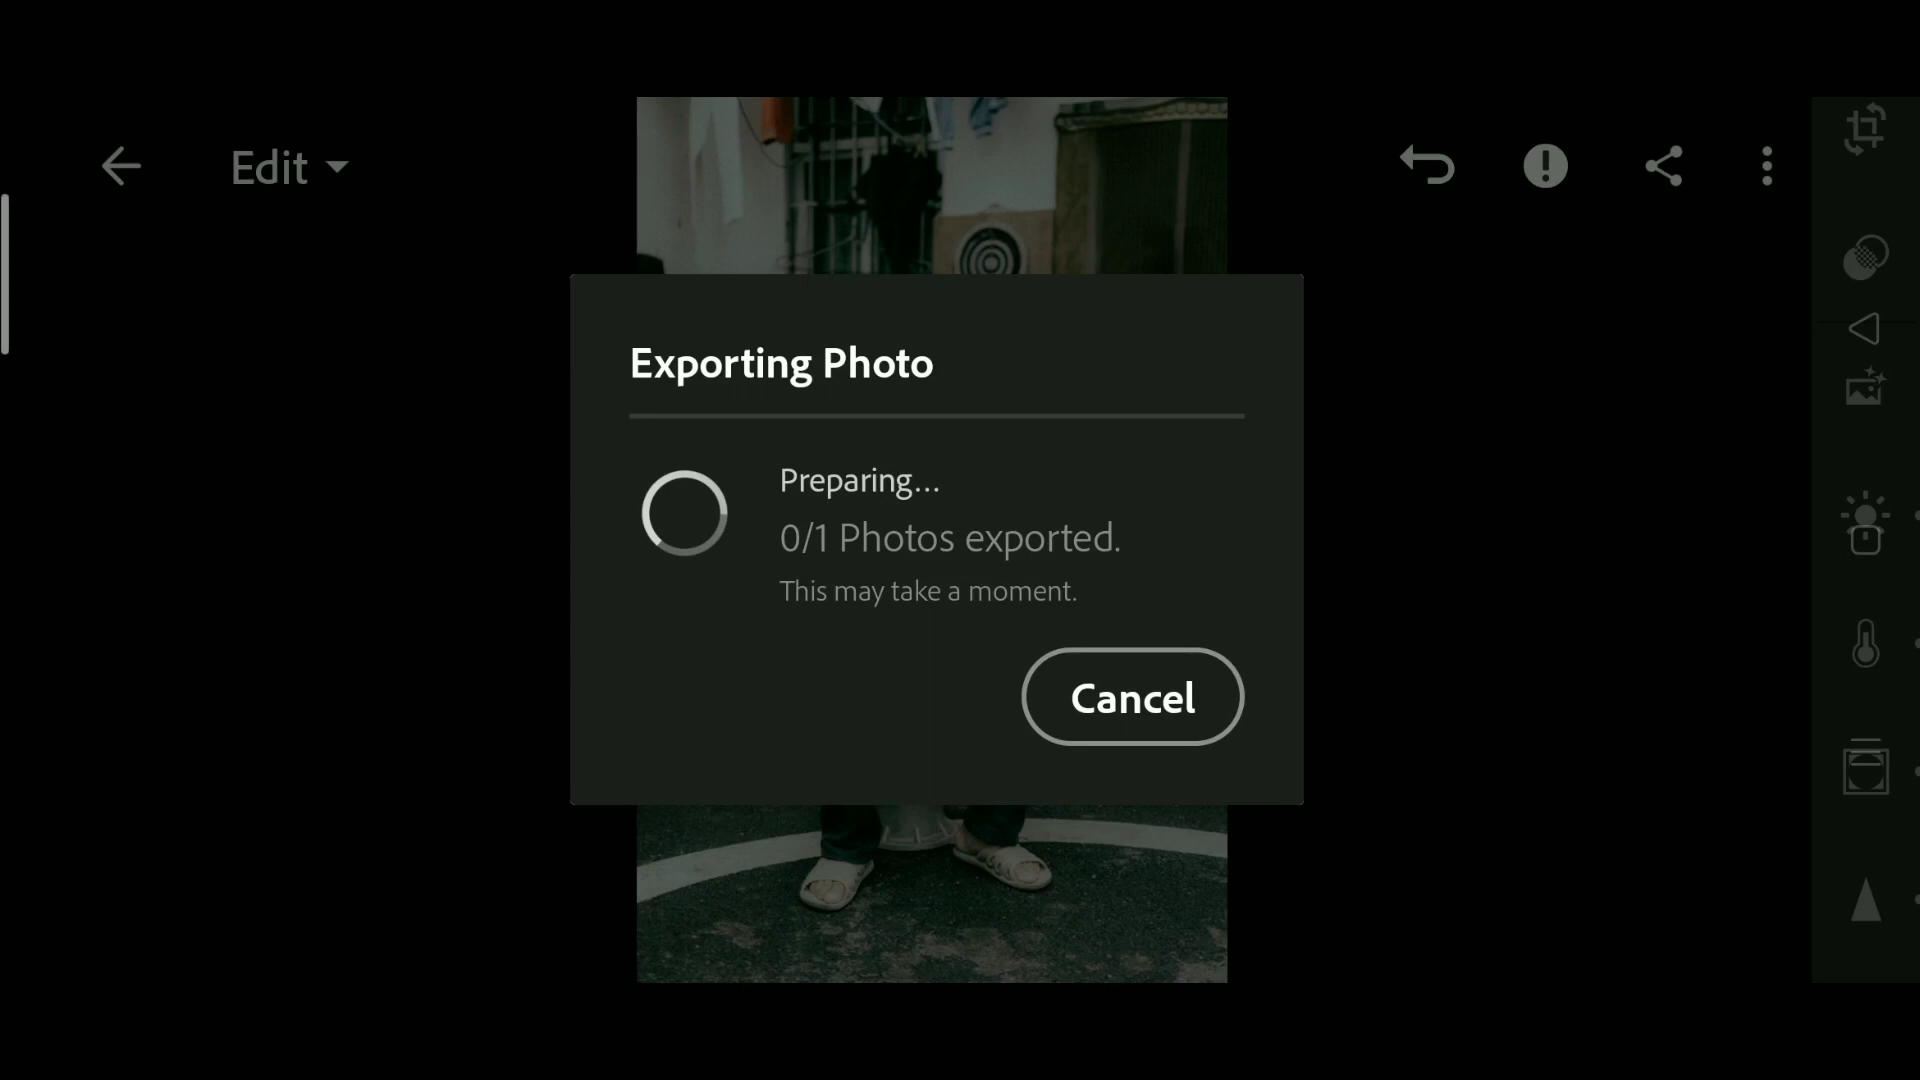 Edit
Exporting Photo
Preparing...
0/1 Photos exported.
This may take a moment.
Cancel